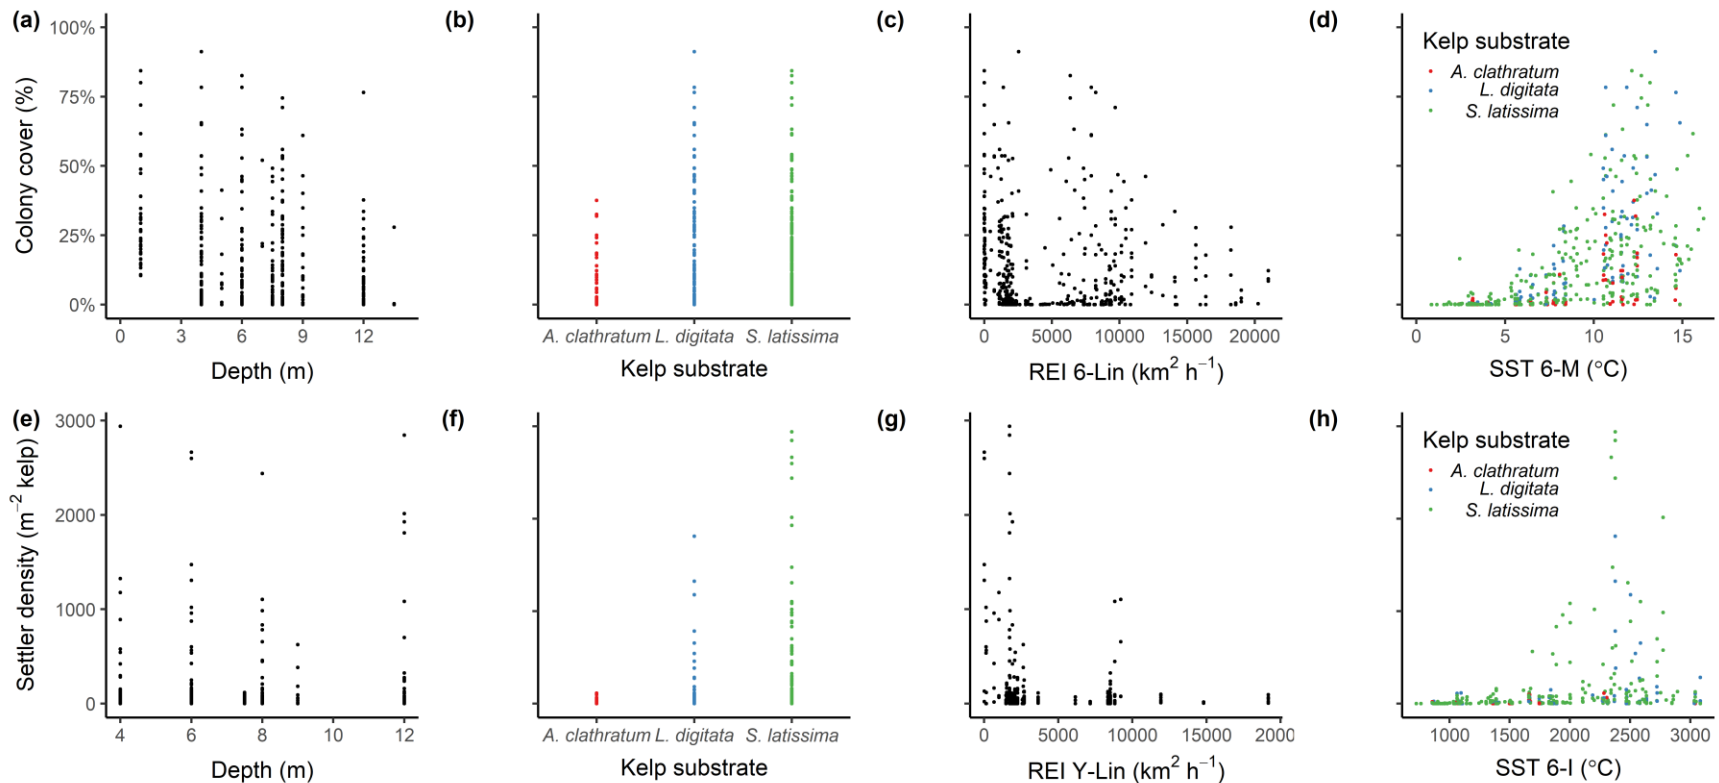 (a)
(b)
(c)
(d)
100%
75%
50%
25%
0%
Colony cover (%)
0 3 6 9 12
Depth (m)
A. clathratum L. digitata S. latissima
Kelp substrate
0 5000 10000 15000 20000
REI 6-Lin (km² h⁻¹)
Kelp substrate
A. clathratum
L. digitata
S. latissima
0 5 10 15
SST 6-M (°C)
(e)
(f)
(g)
(h)
3000
2000
1000
0
Settler density (m⁻² kelp)
4 6 8 10 12
Depth (m)
A. clathratum L. digitata S. latissima
Kelp substrate
0 5000 10000 15000 2000
REI Y-Lin (km² h⁻¹)
Kelp substrate
A. clathratum
L. digitata
S. latissima
1000 1500 2000 2500 3000
SST 6-I (°C)